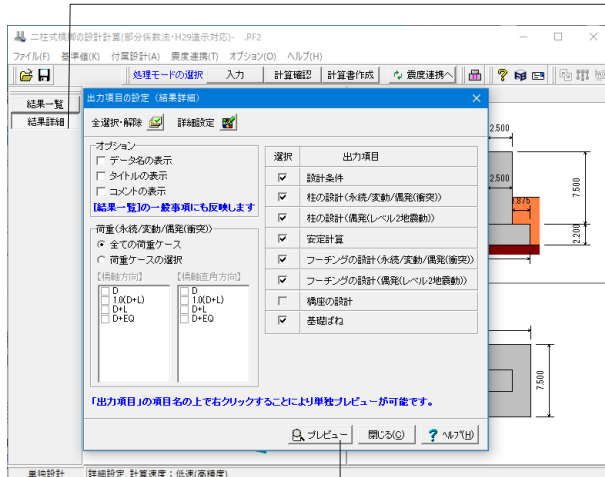 二柱式橋脚の設計計算(部分係数法・H29道示対応)- .PF2
ファイル(F) 基準値(K) 付属設計(A) 震度連携(T) オプション(O) ヘルプ(H)
処理モードの選択 入力 計算確認 計算書作成 震度連携へ
結果一覧
結果詳細
出力項目の設定 (結果詳細)
全選択・解除 詳細設定
オプション
データ名の表示
タイトルの表示
コメントの表示
[結果一覧]の一般事項にも反映します
荷重(永続/変動/偶発(衝突))
全ての荷重ケース
荷重ケースの選択
【橋軸方向】 【橋軸直角方向】
D D
1.0(D+L) 1.0(D+L)
D+L D+L
D+EQ D+EQ
選択 出力項目
設計条件
柱の設計(永続/変動/偶発(衝突))
柱の設計(偶発(レベル2地震動))
安定計算
フーチングの設計(永続/変動/偶発(衝突))
フーチングの設計(偶発(レベル2地震動))
橋座の設計
基礎ばね
「出力項目」の項目名の上で右クリックすることにより単独プレビューが可能です。
プレビュー 閉じる(C) ヘルプ(H)
2.500
2.500
7.500
1.875
2.200
7.500
単独設計 詳細設定 計算速度:低速(高精度)